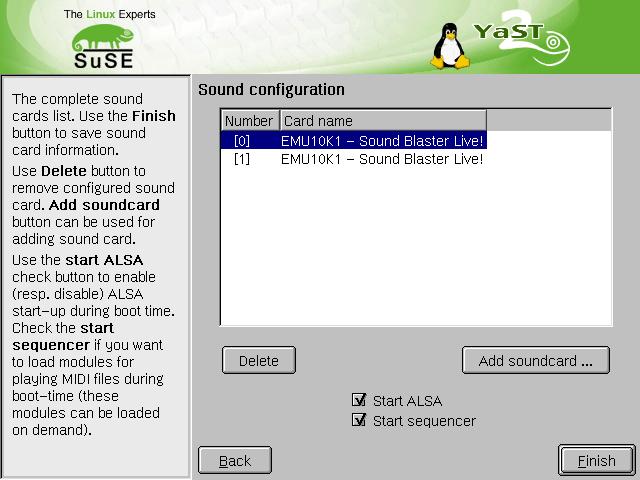 The Linux Experts
SuSE
YaST
2
Sound configuration
The complete sound
cards list. Use the Finish
button to save sound
card information.
Use Delete button to
remove configured sound
card. Add soundcard
button can be used for
adding sound card.
Use the start ALSA
check button to enable
(resp. disable) ALSA
start-up during boot time.
Check the start
sequencer if you want
to load modules for
playing MIDI files during
boot-time (these
modules can be loaded
on demand).
Number Card name
[0] EMU10K1 - Sound Blaster Live!
[1] EMU10K1 - Sound Blaster Live!
Delete
Add soundcard ...
Start ALSA
Start sequencer
Back
Finish